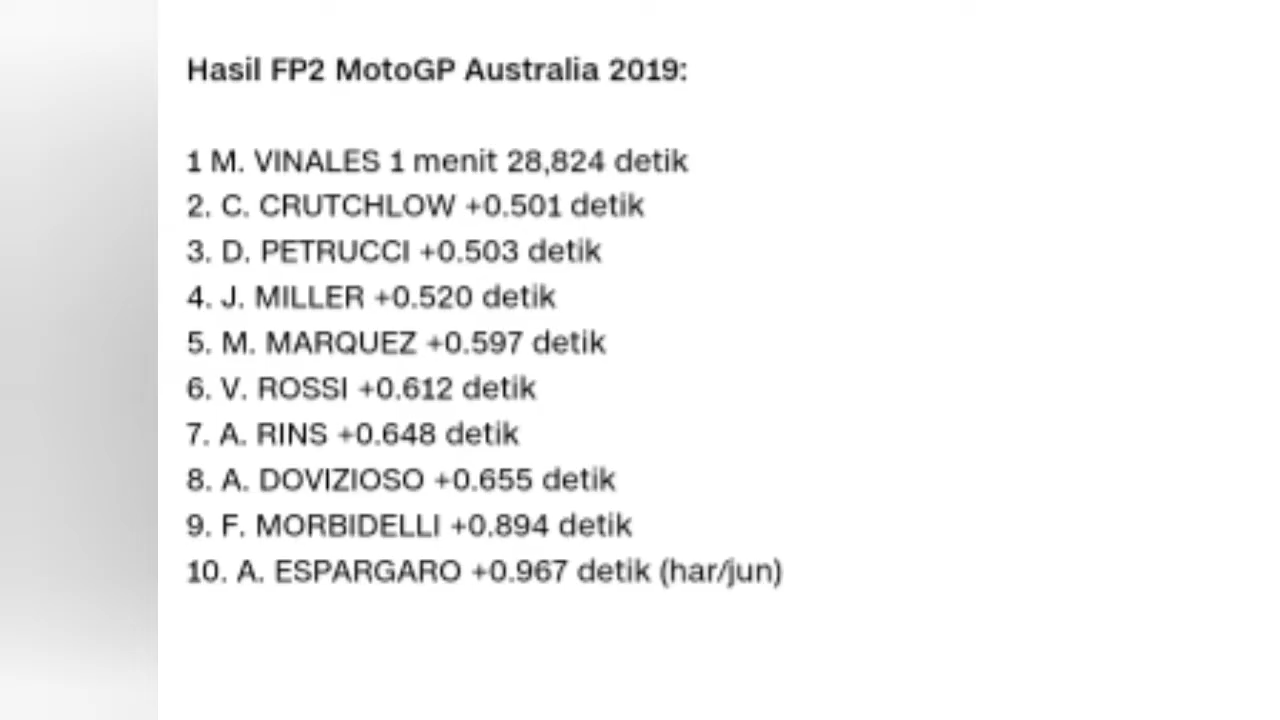 Hasil FP2 MotoGP Australia 2019:
1 M. VINALES 1 menit 28,824 detik
2. C. CRUTCHLOW +0.501 detik
3. D. PETRUCCI +0.503 detik
4. J. MILLER +0.520 detik
5. M. MARQUEZ +0.597 detik
6. V. ROSSI +0.612 detik
7. A. RINS +0.648 detik
8. A. DOVIZIOSO +0.655 detik
9. F. MORBIDELLI +0.894 detik
10. A. ESPARGARO +0.967 detik (har/jun)